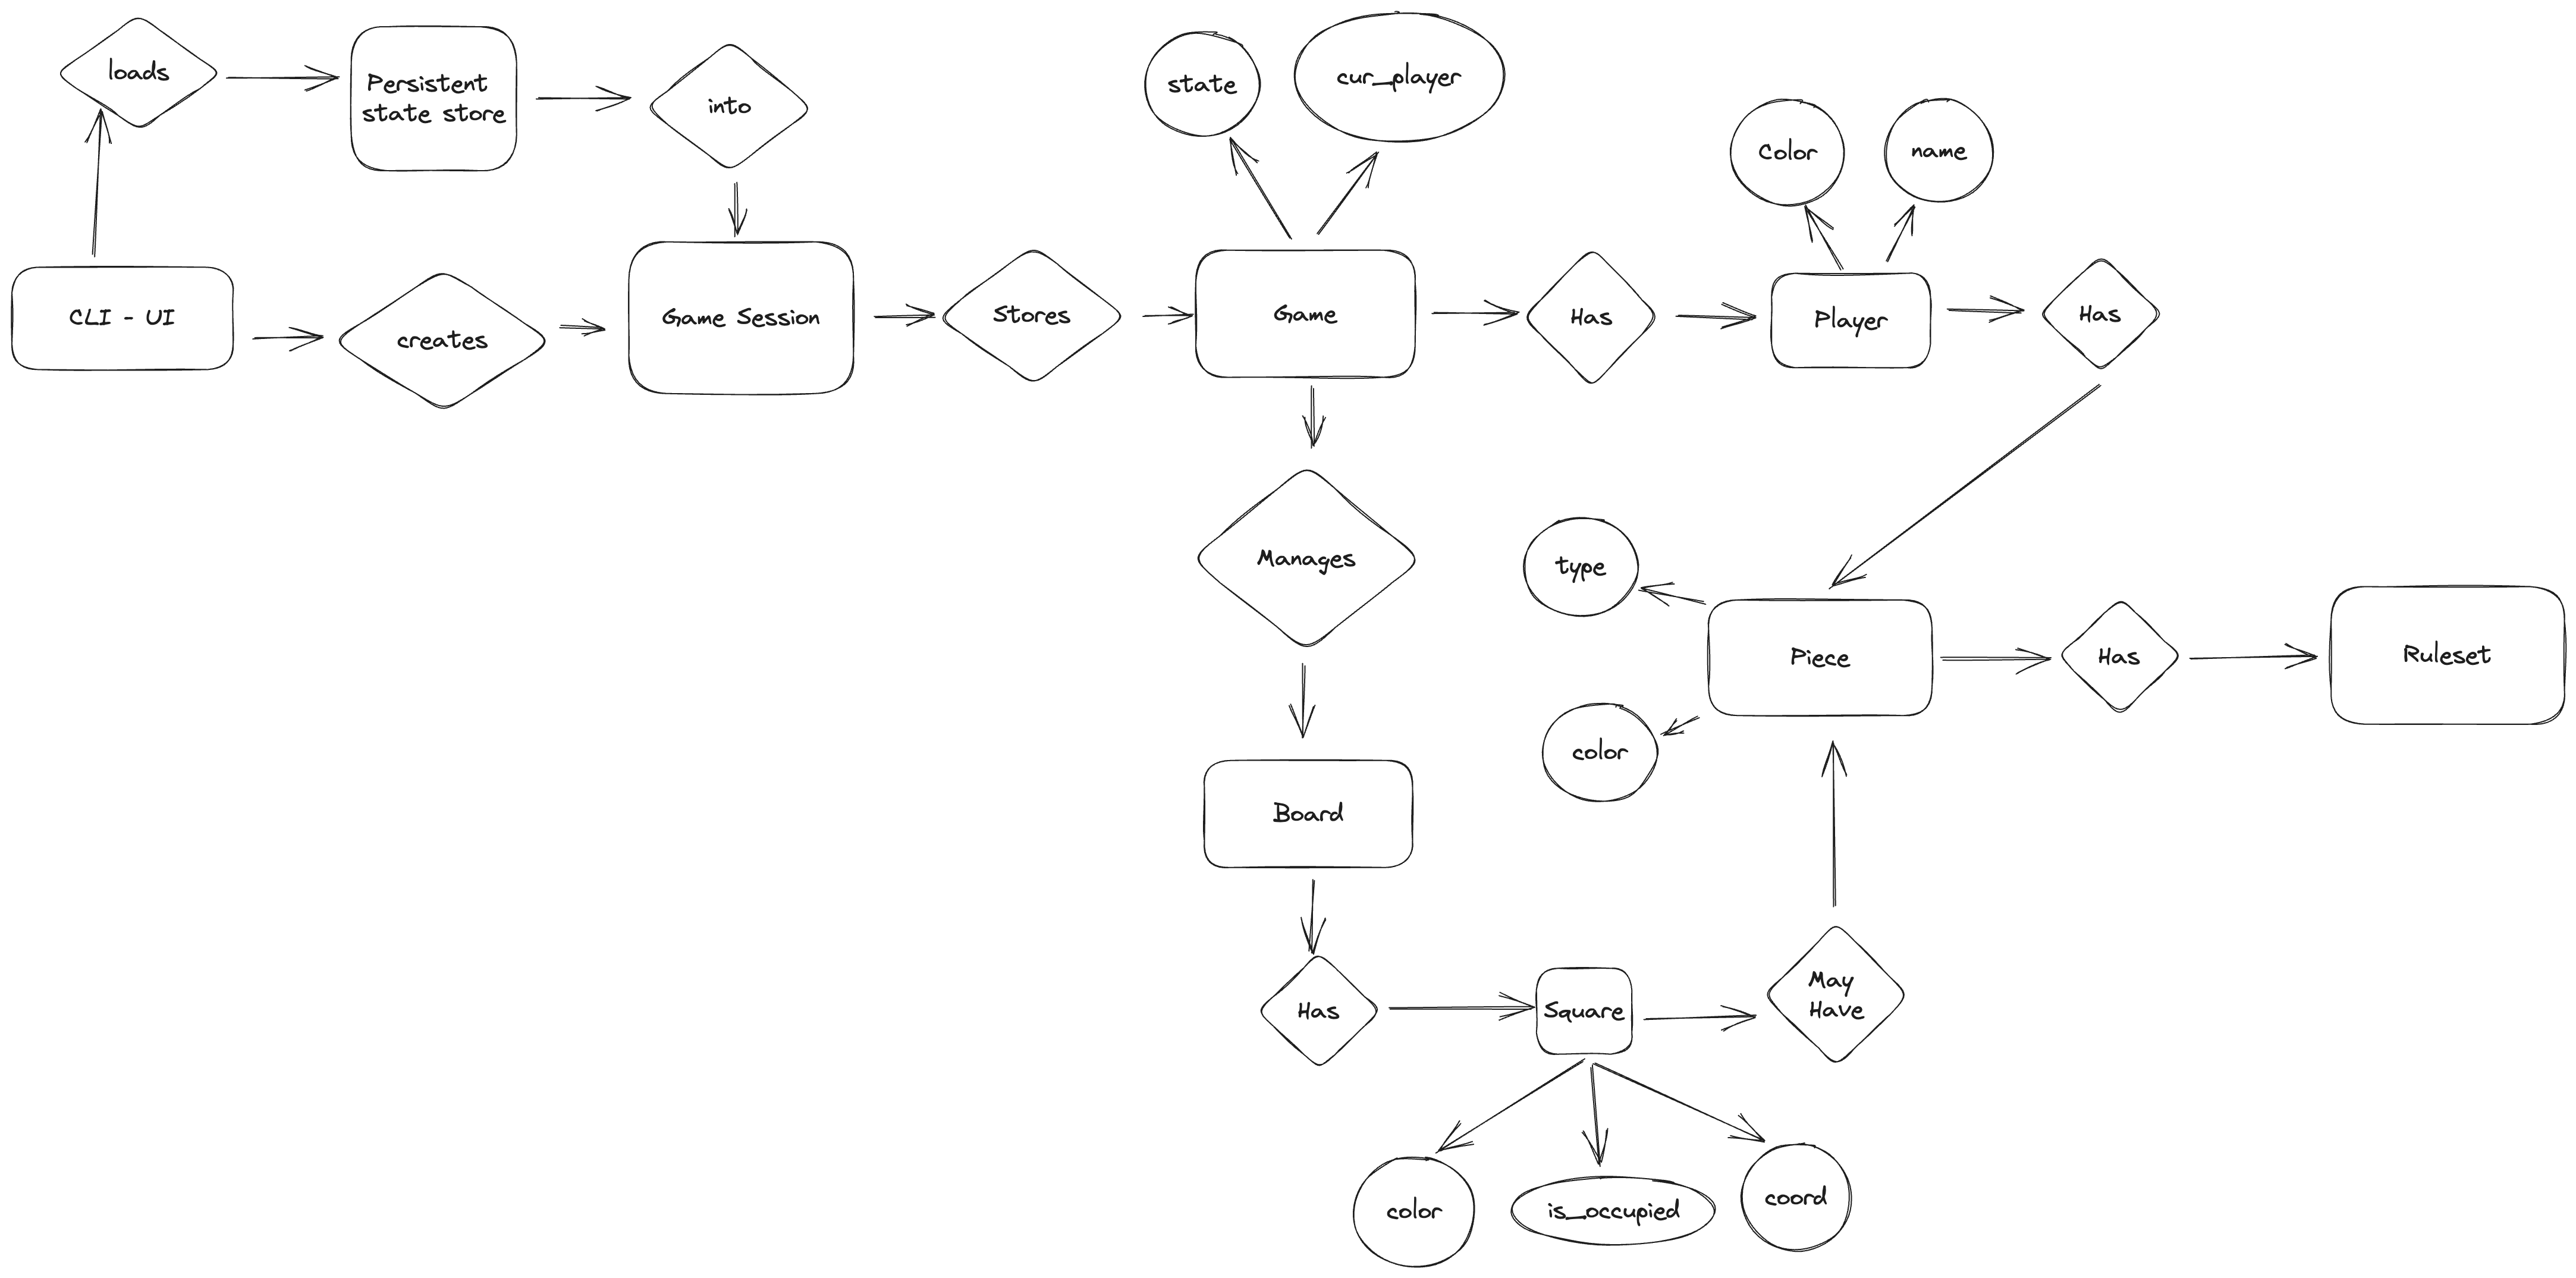 loads
Persistent
state store
into
state
cur_player
Color
name
CLI - UI
creates
Game Session
Stores
Game
Has
Player
Has
Manages
type
Piece
Has
Ruleset
color
Board
Has
Square
May
Have
color
is_occupied
coord